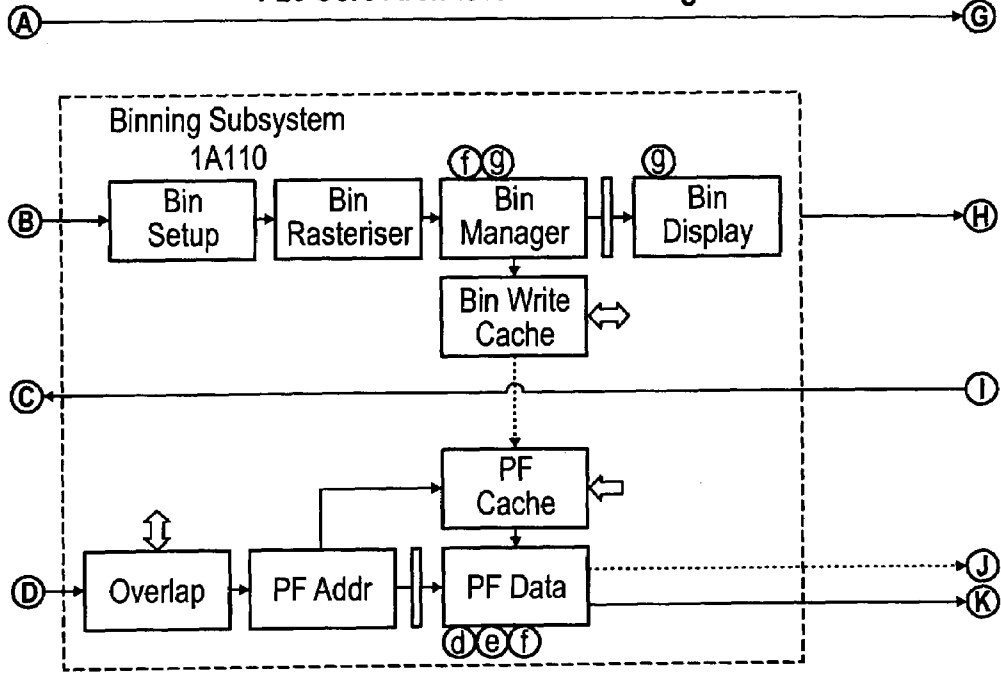 A G
Binning Subsystem
1A110
f g g
B Bin Setup Bin Rasteriser Bin Manager Bin Display H
Bin Write
Cache
C I
PF
Cache
D Overlap PF Addr PF Data J
K
d e f